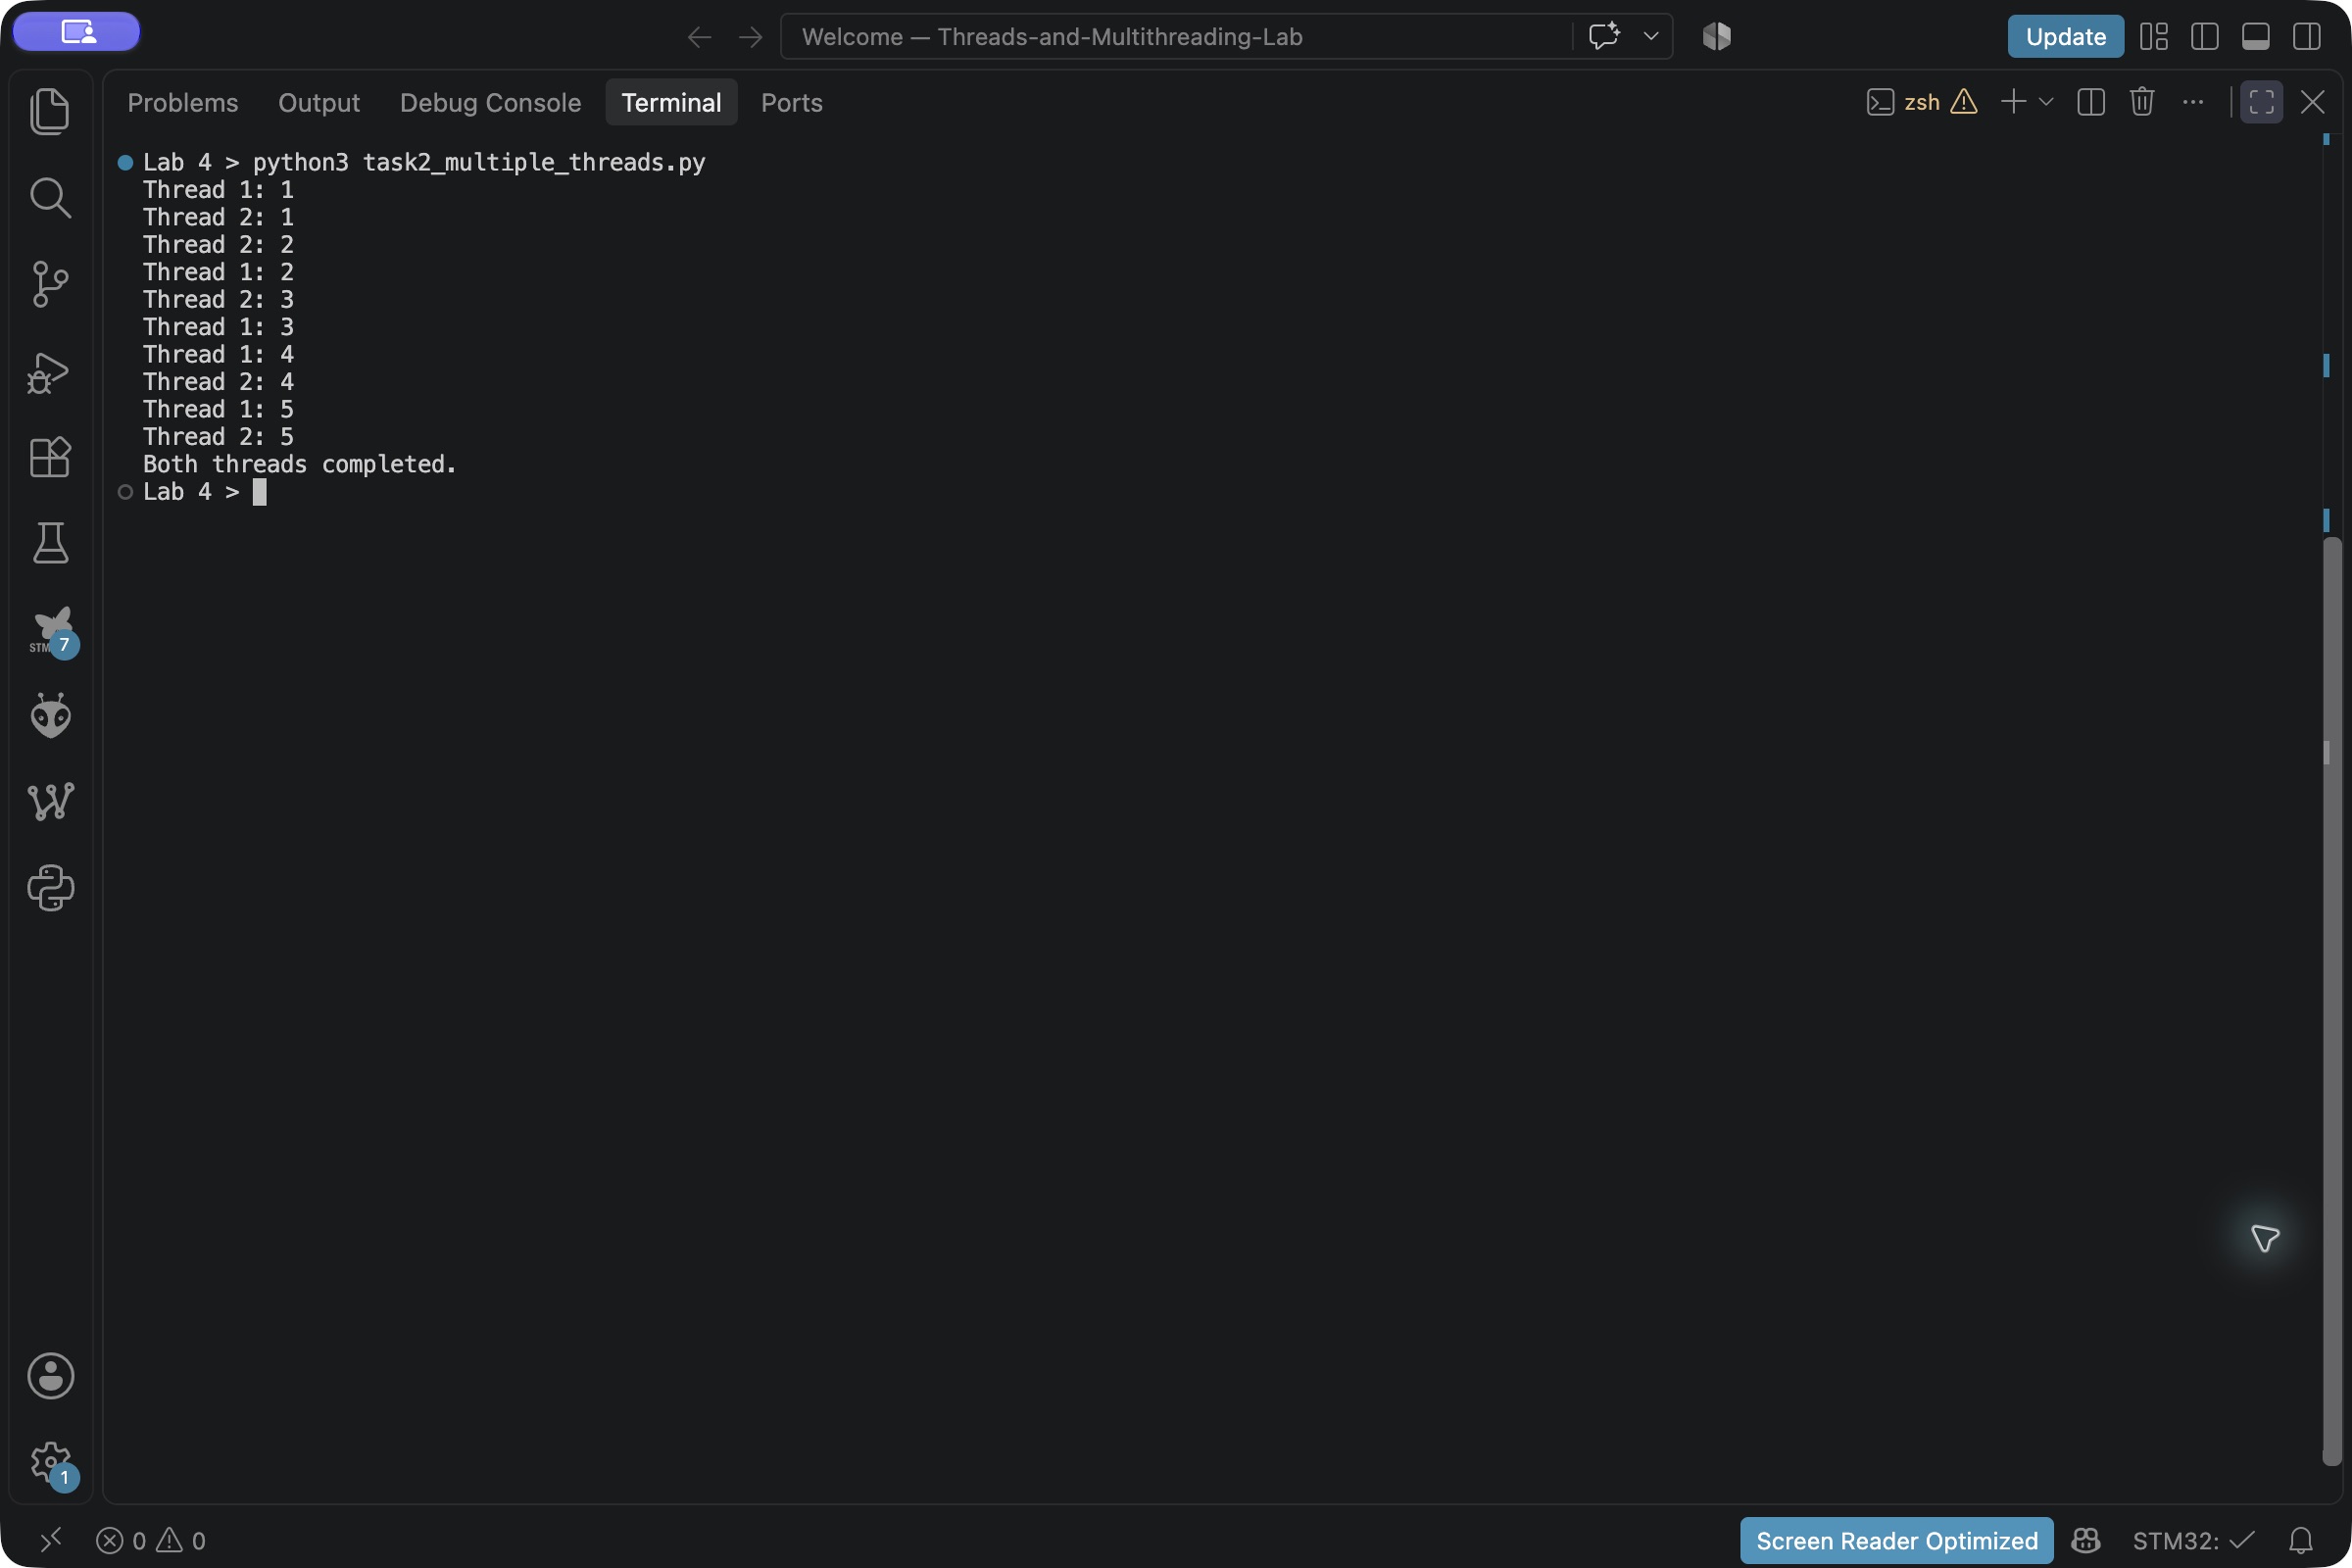 Welcome — Threads-and-Multithreading-Lab
Update
Problems Output Debug Console Terminal Ports
zsh
Lab 4 > python3 task2_multiple_threads.py
Thread 1: 1
Thread 2: 1
Thread 2: 2
Thread 1: 2
Thread 2: 3
Thread 1: 3
Thread 1: 4
Thread 2: 4
Thread 1: 5
Thread 2: 5
Both threads completed.
Lab 4 >
STM
7
1
0 0
Screen Reader Optimized
STM32: